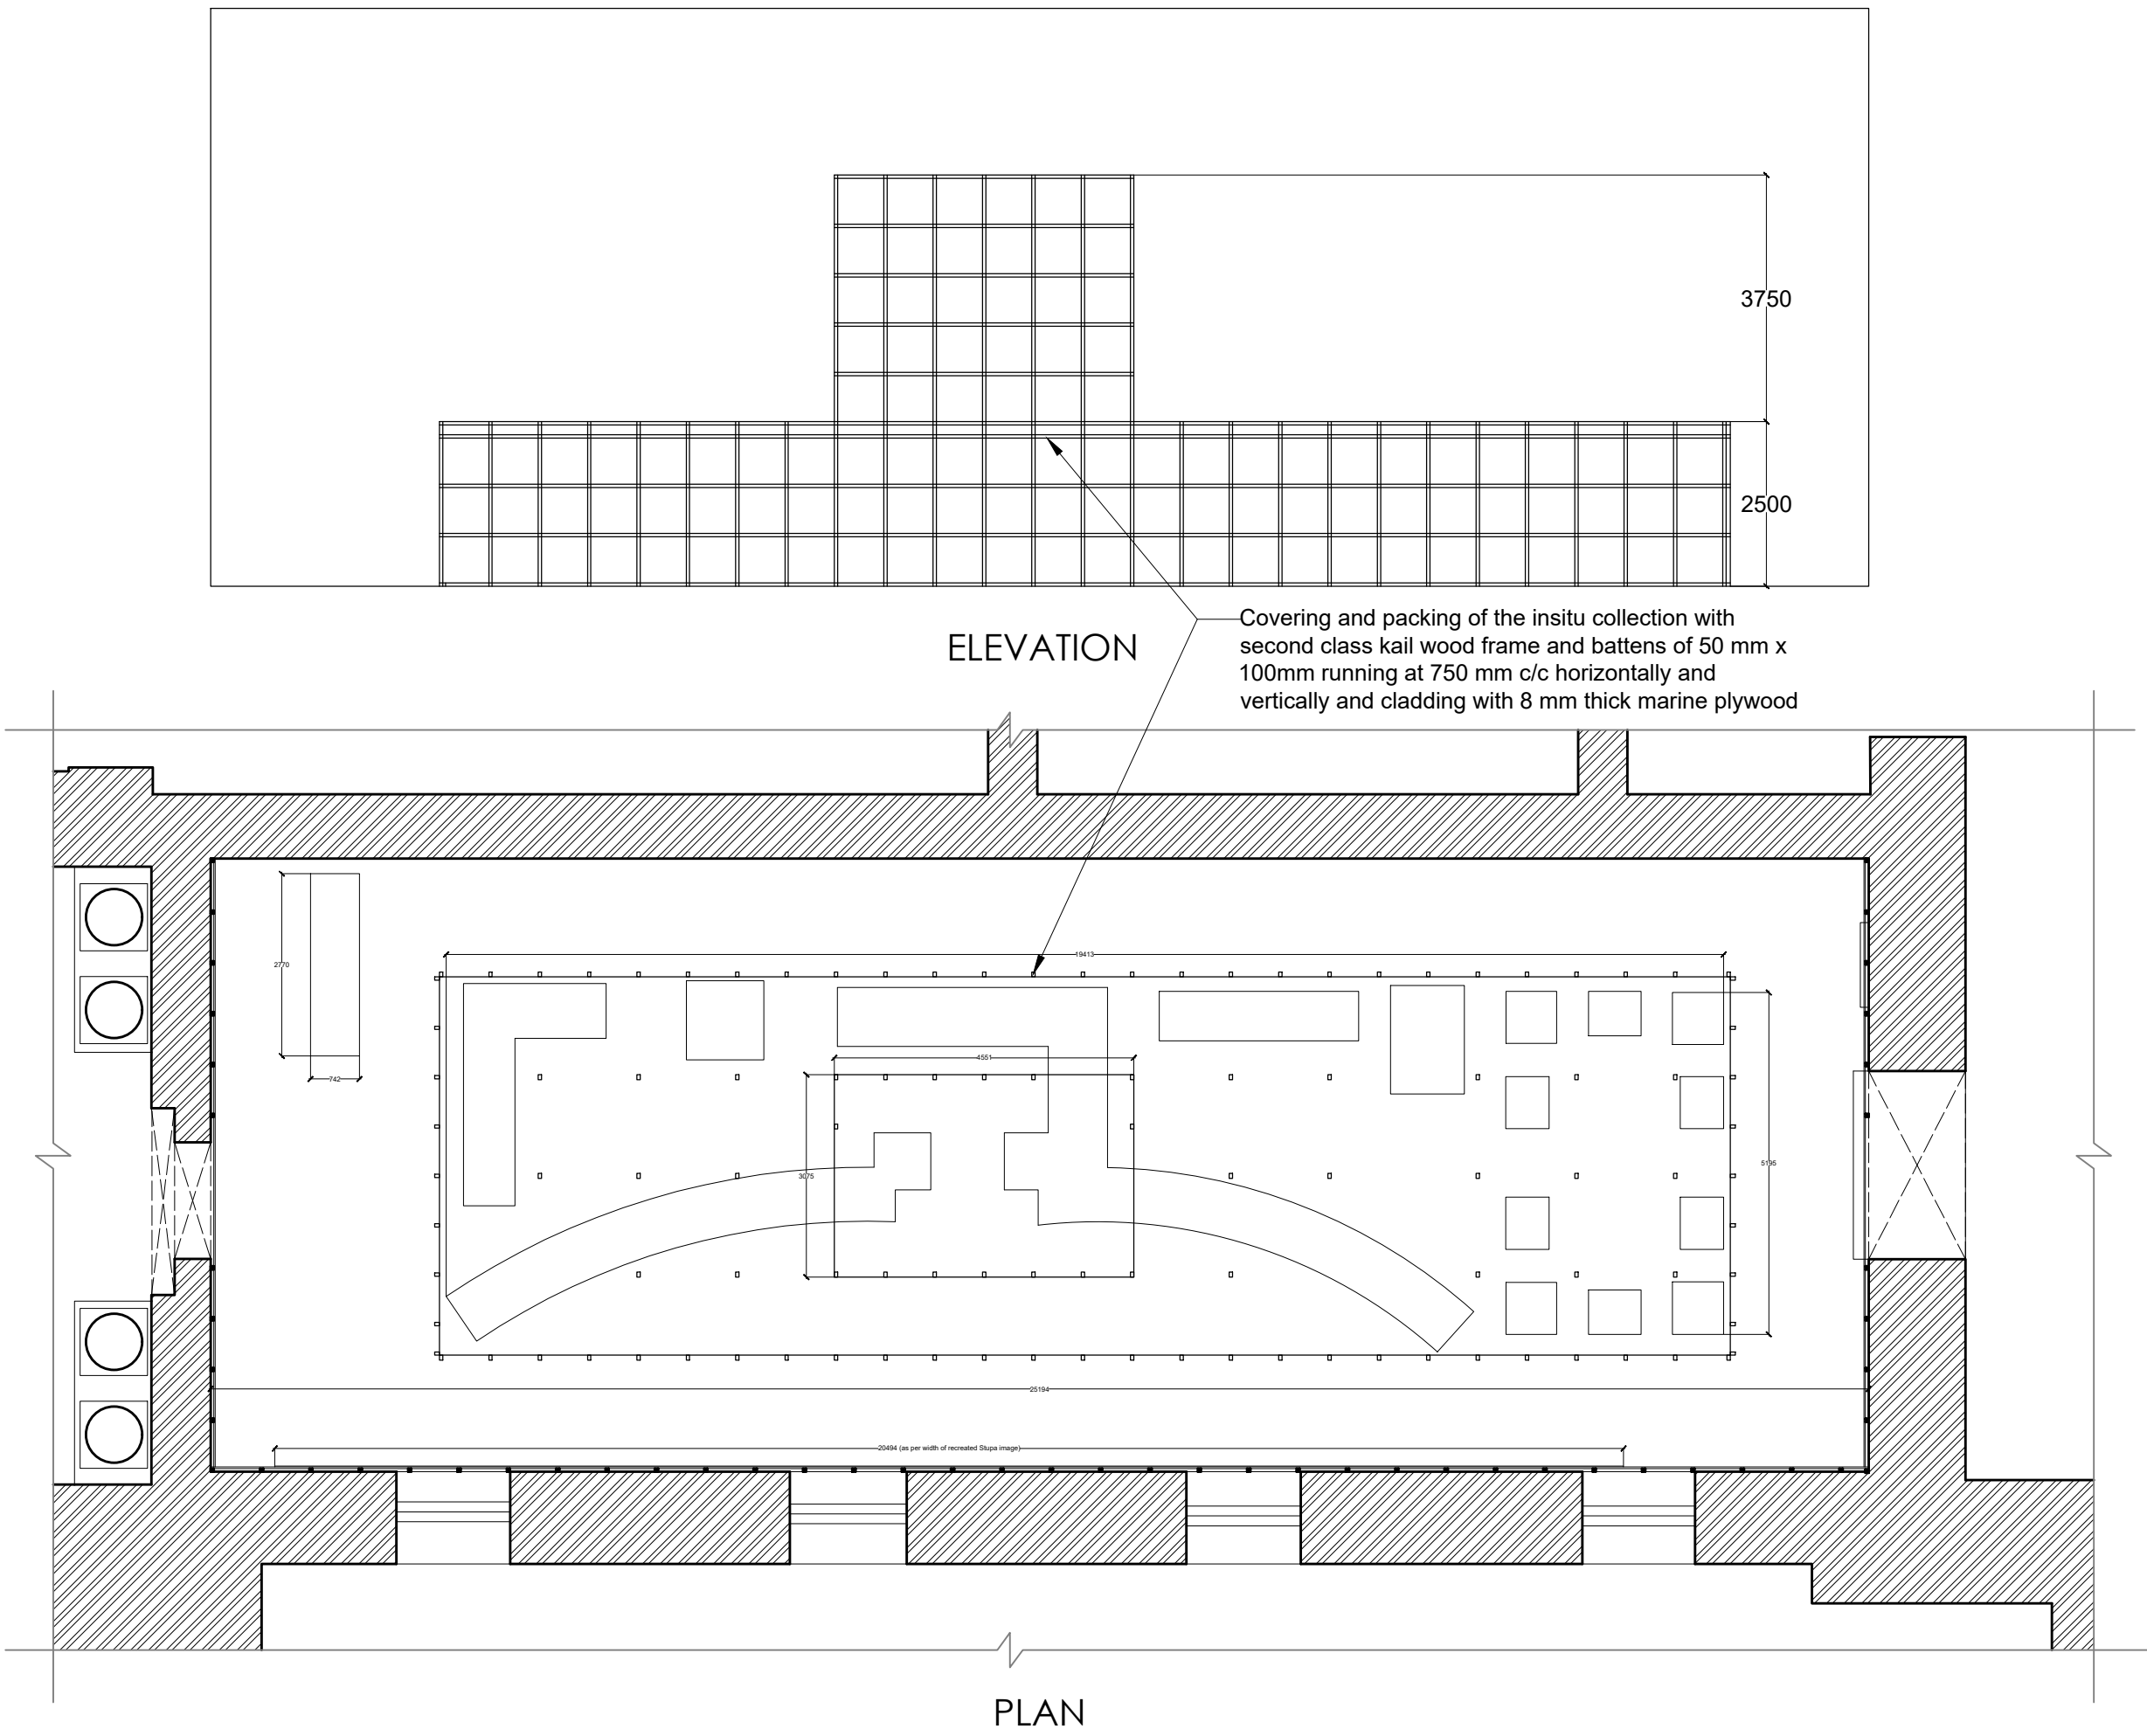 3750
2500
ELEVATION
Covering and packing of the insitu collection with
second class kail wood frame and battens of 50 mm x
100mm running at 750 mm c/c horizontally and
vertically and cladding with 8 mm thick marine plywood
19413
2770
4551
742
5195
3075
25194
20494 (as per width of recreated Stupa image)
PLAN